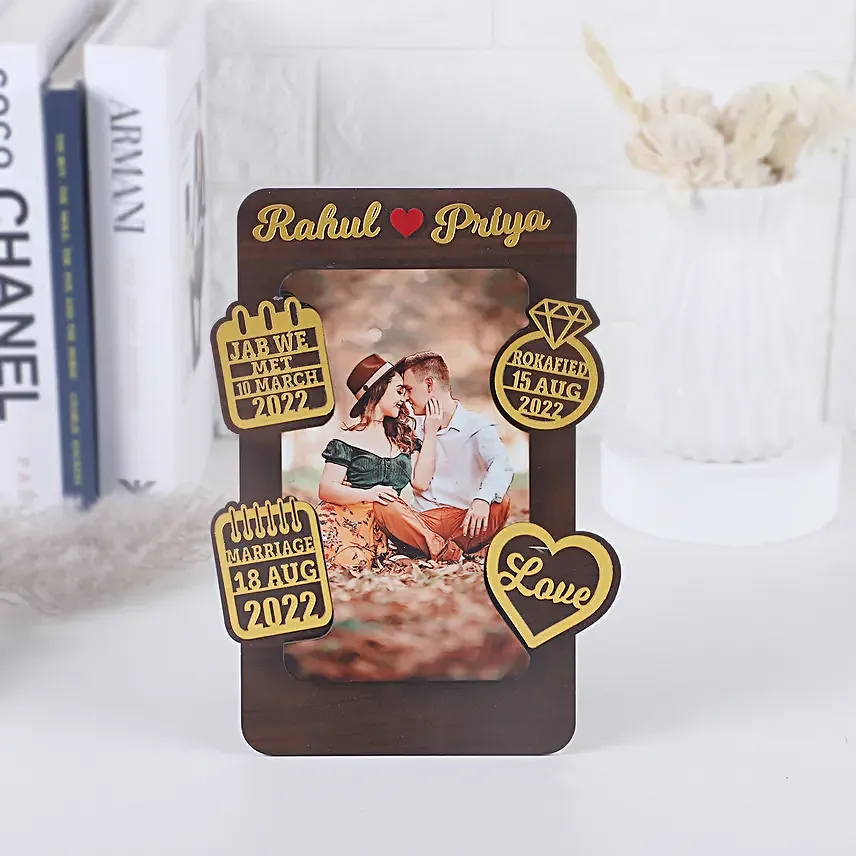 COCO CHANEL
ARMANI
Rahul ❤ Priya
JAB WE
MET
10 MARCH
2022
ROKAFIED
15 AUG
2022
MARRIAGE
18 AUG
2022
Love